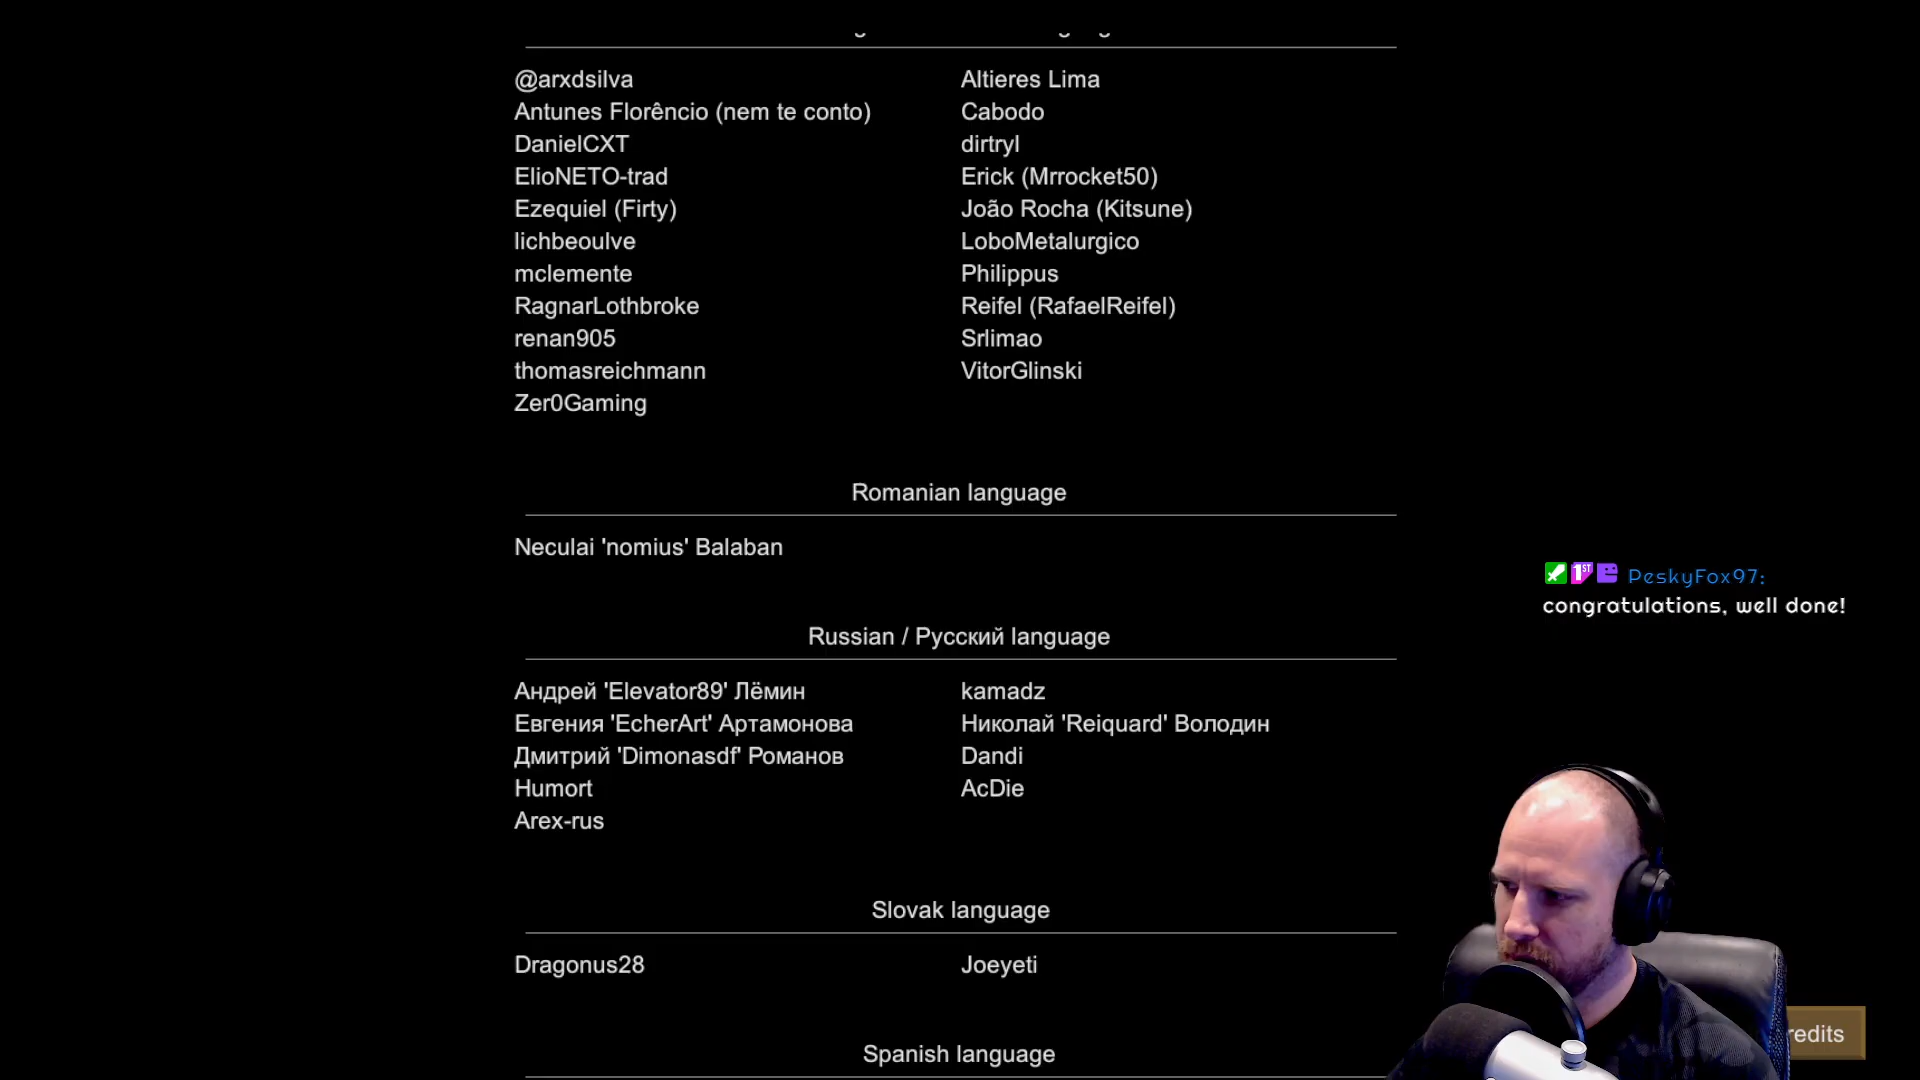 @arxdsilva
Altieres Lima
Antunes Florêncio (nem te conto)
Cabodo
DanielCXT
dirtryl
ElioNETO-trad
Erick (Mrrocket50)
Ezequiel (Firty)
João Rocha (Kitsune)
lichbeoulve
LoboMetalurgico
mclemente
Philippus
RagnarLothbroke
Reifel (RafaelReifel)
renan905
Srlimao
thomasreichmann
VitorGlinski
Zer0Gaming
Romanian language
Neculai 'nomius' Balaban
Russian / Русский language
Андрей 'Elevator89' Лёмин
kamadz
Евгения 'EcherArt' Артамонова
Николай 'Reiquard' Володин
Дмитрий 'Dimonasdf' Романов
Dandi
Humort
AcDie
Arex-rus
Slovak language
Dragonus28
Joeyeti
Spanish language
1ST PeskyFox97:
congratulations, well done!
redits